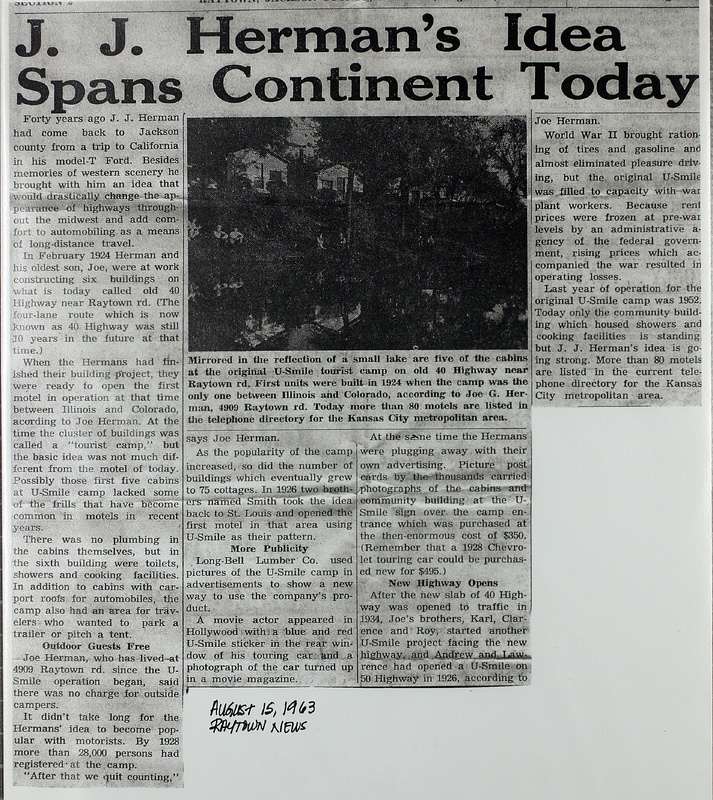 SECTION 2
J. J. Herman's Idea
Spans Continent Today
Forty years ago J. J. Herman
had come back to Jackson
county from a trip to California
in his model-T Ford. Besides
memories of western scenery he
brought with him an idea that
would drastically change the ap-
pearance of highways through-
out the midwest and add com-
fort to automobiling as a means
of long-distance travel.
In February 1924 Herman and
his oldest son, Joe, were at work
constructing six buildings on
what is today called old 40
Highway near Raytown rd. (The
four-lane route which is now
known as 40 Highway was still
10 years in the future at that
time.)
When the Hermans had fin-
ished their building project, they
were ready to open the first
motel in operation at that time
between Illinois and Colorado,
acording to Joe Herman. At the
time the cluster of buildings was
called a "tourist camp," but
the basic idea was not much dif-
ferent from the motel of today.
Possibly those first five cabins
at U-Smile camp lacked some
of the frills that have become
common in motels in recent
years.
There was no plumbing in
the cabins themselves, but in
the sixth building were toilets,
showers and cooking facilities.
In addition to cabins with car-
port roofs for automobiles, the
camp also had an area for trav-
elers who wanted to park a
trailer or pitch a tent.
Outdoor Guests Free
Joe Herman, who has lived at
4909 Raytown rd. since the U-
Smile operation began, said
there was no charge for outside
campers.
It didn't take long for the
Hermans' idea to become pop-
ular with motorists. By 1928
more than 28,000 persons had
registered at the camp.
"After that we quit counting,"
Mirrored in the reflection of a small lake are five of the cabins
at the original U-Smile tourist camp on old 40 Highway near
Raytown rd. First units were built in 1924 when the camp was the
only one between Illinois and Colorado, according to Joe G. Her-
man, 4909 Raytown rd. Today more than 80 motels are listed in
the telephone directory for the Kansas City metropolitan area.
says Joe Herman.
As the popularity of the camp
increased, so did the number of
buildings which eventually grew
to 75 cottages. In 1926 two broth-
ers named Smith took the idea
back to St. Louis and opened the
first motel in that area using
U-Smile as their pattern.
More Publicity
Long-Bell Lumber Co. used
pictures of the U-Smile camp in
advertisements to show a new
way to use the company's pro-
duct.
A movie actor appeared in
Hollywood with a blue and red
U-Smile sticker in the rear win-
dow of his touring car and a
photograph of the car turned up
in a movie magazine.
At the same time the Hermans
were plugging away with their
own advertising. Picture post
cards by the thousands carried
photographs of the cabins and
community building at the U-
Smile sign over the camp en-
trance which was purchased at
the then-enormous cost of $350.
(Remember that a 1928 Chevro-
let touring car could be purchas-
ed new for $495.)
New Highway Opens
After the new slab of 40 High-
way was opened to traffic in
1934, Joe's brothers, Karl, Clar-
ence and Roy, started another
U-Smile project facing the new
highway, and Andrew and Law-
rence had opened a U-Smile on
50 Highway in 1926, according to
Joe Herman.
World War II brought ration-
ing of tires and gasoline and
almost eliminated pleasure driv-
ing, but the original U-Smile
was filled to capacity with war
plant workers. Because rent
prices were frozen at pre-war
levels by an administrative a-
gency of the federal govern-
ment, rising prices which ac-
companied the war resulted in
operating losses.
Last year of operation for the
original U-Smile camp was 1952.
Today only the community build-
ing which housed showers and
cooking facilities is standing
but J. J. Herman's idea is go-
ing strong. More than 80 motels
are listed in the current tele-
phone directory for the Kansas
City metropolitan area.
AUGUST 15, 1963
RAYTOWN NEWS